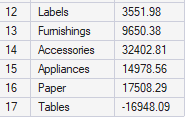 12 Labels 3551.98
13 Furnishings 9650.38
14 Accessories 32402.81
15 Appliances 14978.56
16 Paper 17508.29
17 Tables -16948.09